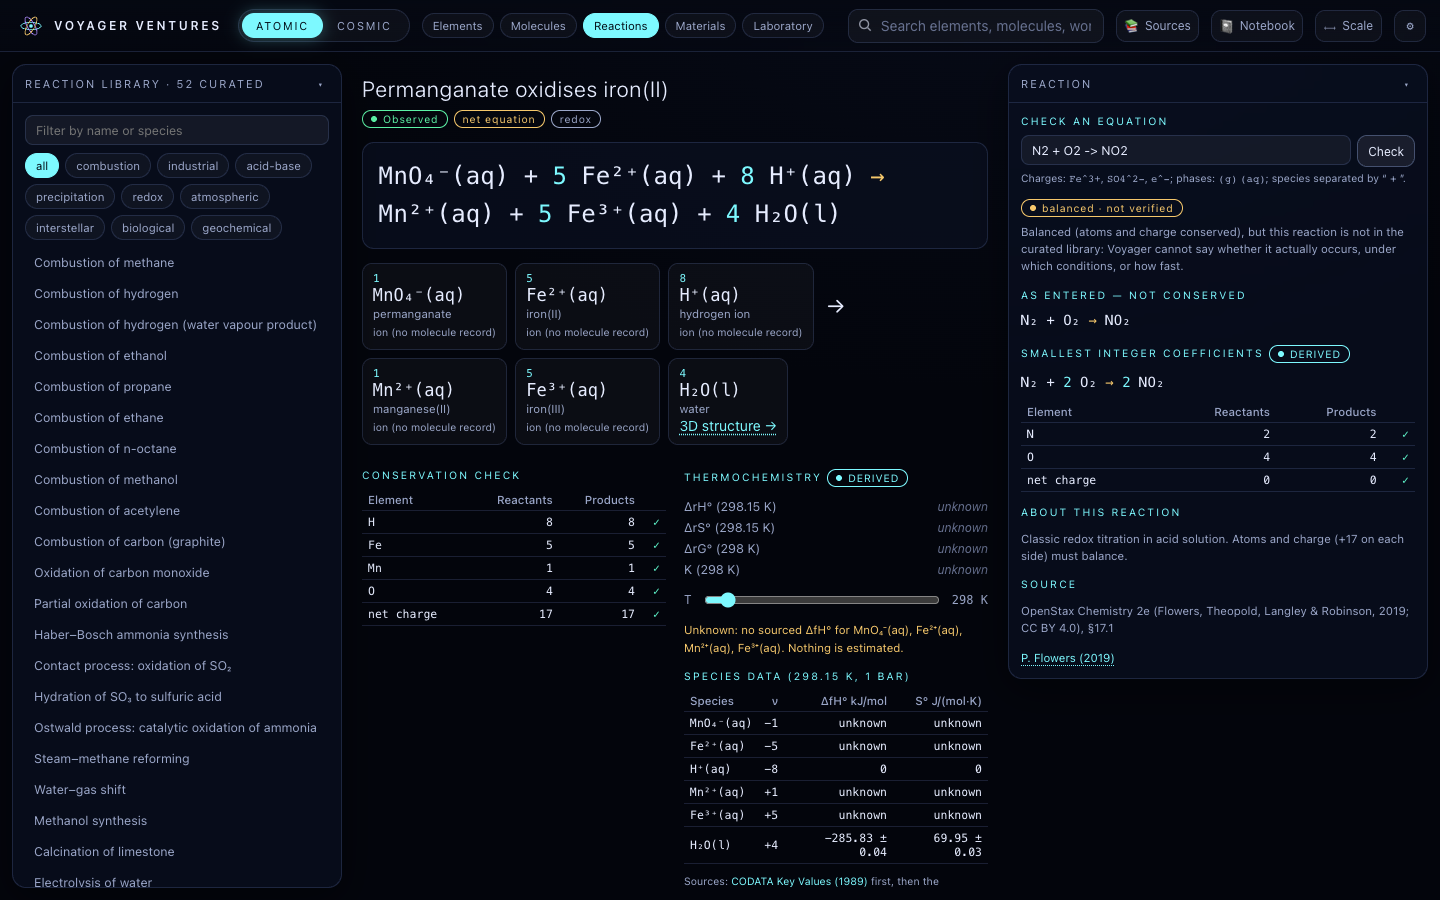 VOYAGER VENTURES
ATOMIC COSMIC
Elements Molecules Reactions Materials Laboratory
Search elements, molecules, wor
📚 Sources
📓 Notebook
Scale
REACTION LIBRARY · 52 CURATED
Filter by name or species
all combustion industrial acid-base
precipitation redox atmospheric
interstellar biological geochemical
Combustion of methane
Combustion of hydrogen
Combustion of hydrogen (water vapour product)
Combustion of ethanol
Combustion of propane
Combustion of ethane
Combustion of n-octane
Combustion of methanol
Combustion of acetylene
Combustion of carbon (graphite)
Oxidation of carbon monoxide
Partial oxidation of carbon
Haber–Bosch ammonia synthesis
Contact process: oxidation of SO₂
Hydration of SO₃ to sulfuric acid
Ostwald process: catalytic oxidation of ammonia
Steam–methane reforming
Water–gas shift
Methanol synthesis
Calcination of limestone
Electrolysis of water
Permanganate oxidises iron(II)
Observed net equation redox
MnO₄⁻(aq) + 5 Fe²⁺(aq) + 8 H⁺(aq) →
Mn²⁺(aq) + 5 Fe³⁺(aq) + 4 H₂O(l)
1
MnO₄⁻(aq)
permanganate
ion (no molecule record)
5
Fe²⁺(aq)
iron(II)
ion (no molecule record)
8
H⁺(aq)
hydrogen ion
ion (no molecule record)
→
1
Mn²⁺(aq)
manganese(II)
ion (no molecule record)
5
Fe³⁺(aq)
iron(III)
ion (no molecule record)
4
H₂O(l)
water
3D structure →
CONSERVATION CHECK
Element Reactants Products
H 8 8 ✓
Fe 5 5 ✓
Mn 1 1 ✓
O 4 4 ✓
net charge 17 17 ✓
THERMOCHEMISTRY DERIVED
ΔrH° (298.15 K) unknown
ΔrS° (298.15 K) unknown
ΔrG° (298 K) unknown
K (298 K) unknown
T 298 K
Unknown: no sourced ΔfH° for MnO₄⁻(aq), Fe²⁺(aq),
Mn²⁺(aq), Fe³⁺(aq). Nothing is estimated.
SPECIES DATA (298.15 K, 1 BAR)
Species ν ΔfH° kJ/mol S° J/(mol·K)
MnO₄⁻(aq) −1 unknown unknown
Fe²⁺(aq) −5 unknown unknown
H⁺(aq) −8 0 0
Mn²⁺(aq) +1 unknown unknown
Fe³⁺(aq) +5 unknown unknown
H₂O(l) +4 −285.83 ± 0.04 69.95 ± 0.03
Sources: CODATA Key Values (1989) first, then the
REACTION
CHECK AN EQUATION
N2 + O2 -> NO2
Check
Charges: Fe^3+, SO4^2−, e^−; phases: (g) (aq); species separated by " + ".
balanced · not verified
Balanced (atoms and charge conserved), but this reaction is not in the
curated library: Voyager cannot say whether it actually occurs, under
which conditions, or how fast.
AS ENTERED — NOT CONSERVED
N₂ + O₂ → NO₂
SMALLEST INTEGER COEFFICIENTS DERIVED
N₂ + 2 O₂ → 2 NO₂
Element Reactants Products
N 2 2 ✓
O 4 4 ✓
net charge 0 0 ✓
ABOUT THIS REACTION
Classic redox titration in acid solution. Atoms and charge (+17 on each
side) must balance.
SOURCE
OpenStax Chemistry 2e (Flowers, Theopold, Langley & Robinson, 2019;
CC BY 4.0), §17.1
P. Flowers (2019)